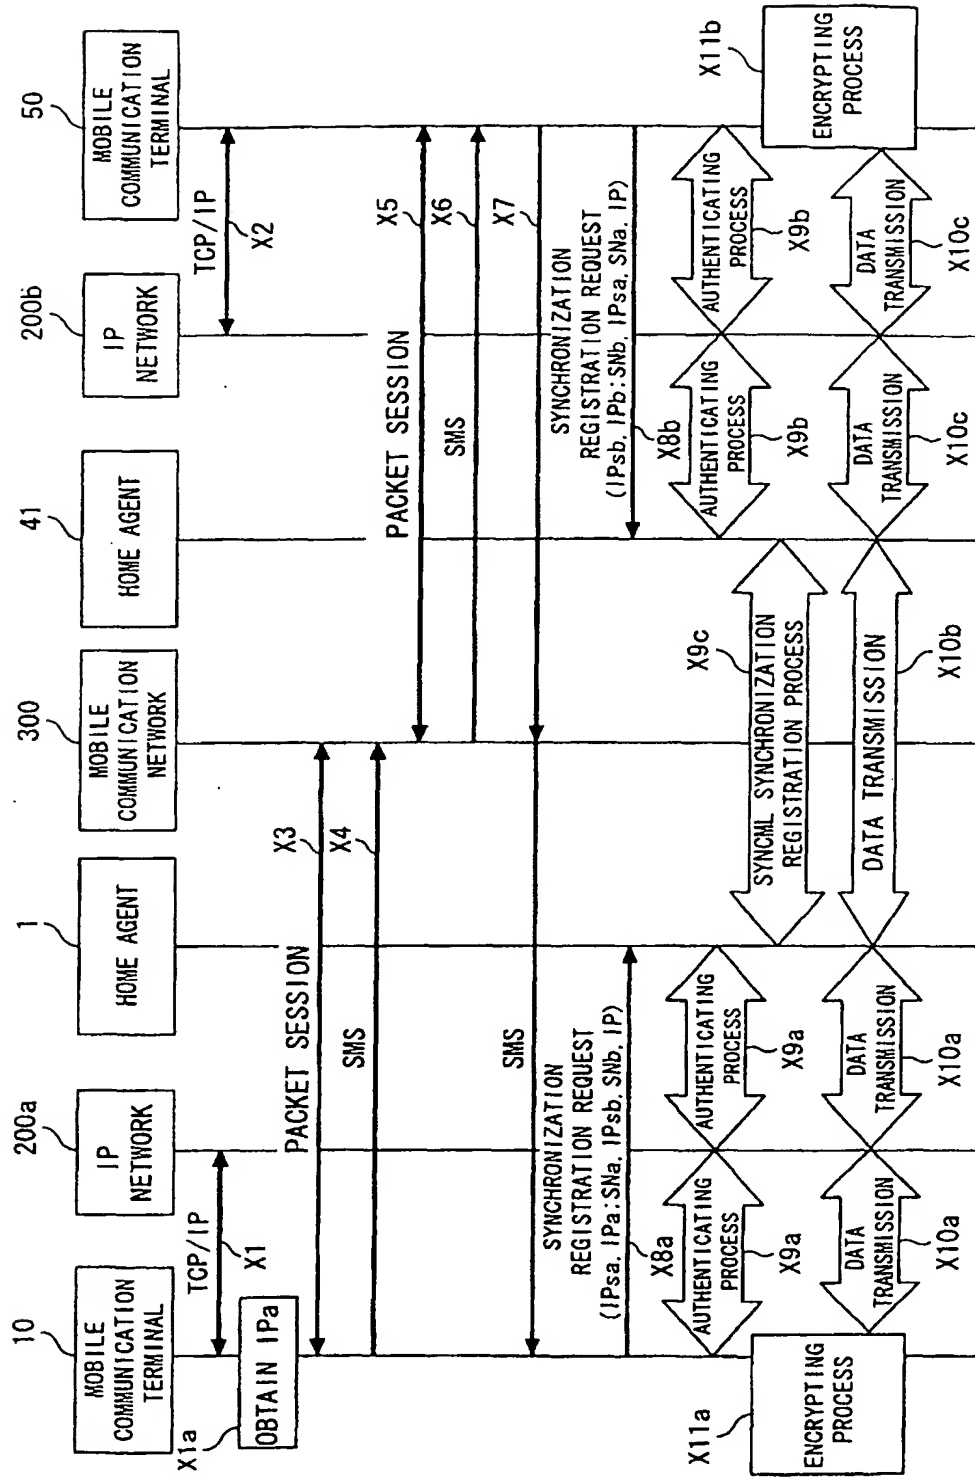 10
MOBILE
COMMUNICATION
TERMINAL
200a
IP
NETWORK
1
HOME AGENT
300
MOBILE
COMMUNICATION
NETWORK
41
HOME AGENT
200b
IP
NETWORK
50
MOBILE
COMMUNICATION
TERMINAL
TCP/IP
X1
TCP/IP
X2
X1a
OBTAIN IPa
PACKET SESSION
X3
SMS
X4
PACKET SESSION
X5
SMS
X6
X7
SMS
SYNCHRONIZATION
REGISTRATION REQUEST
(IPsa, IPa:SNa, IPsb, SNb, IP)
X8a
SYNCHRONIZATION
REGISTRATION REQUEST
(IPsb, IPb:SNb, IPsa, SNa, IP)
X8b
AUTHENTICATING
PROCESS
X9a
AUTHENTICATING
PROCESS
X9a
AUTHENTICATING
PROCESS
X9b
AUTHENTICATING
PROCESS
X9b
SYNCML SYNCHRONIZATION
REGISTRATION PROCESS
X9c
DATA
TRANSMISSION
X10a
DATA
TRANSMISSION
X10a
DATA TRANSMISSION
X10b
DATA
TRANSMISSION
X10c
DATA
TRANSMISSION
X10c
X11a
ENCRYPTING
PROCESS
X11b
ENCRYPTING
PROCESS